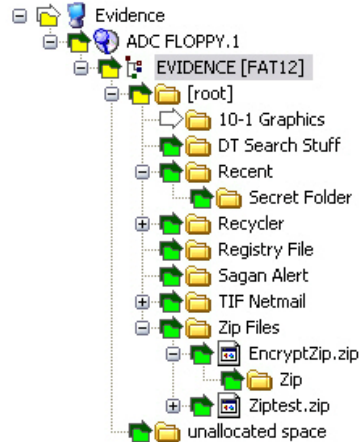 Evidence
ADC FLOPPY.1
EVIDENCE [FAT12]
[root]
10-1 Graphics
DT Search Stuff
Recent
Secret Folder
Recycler
Registry File
Sagan Alert
TIF Netmail
Zip Files
EncryptZip.zip
Zip
Ziptest.zip
unallocated space